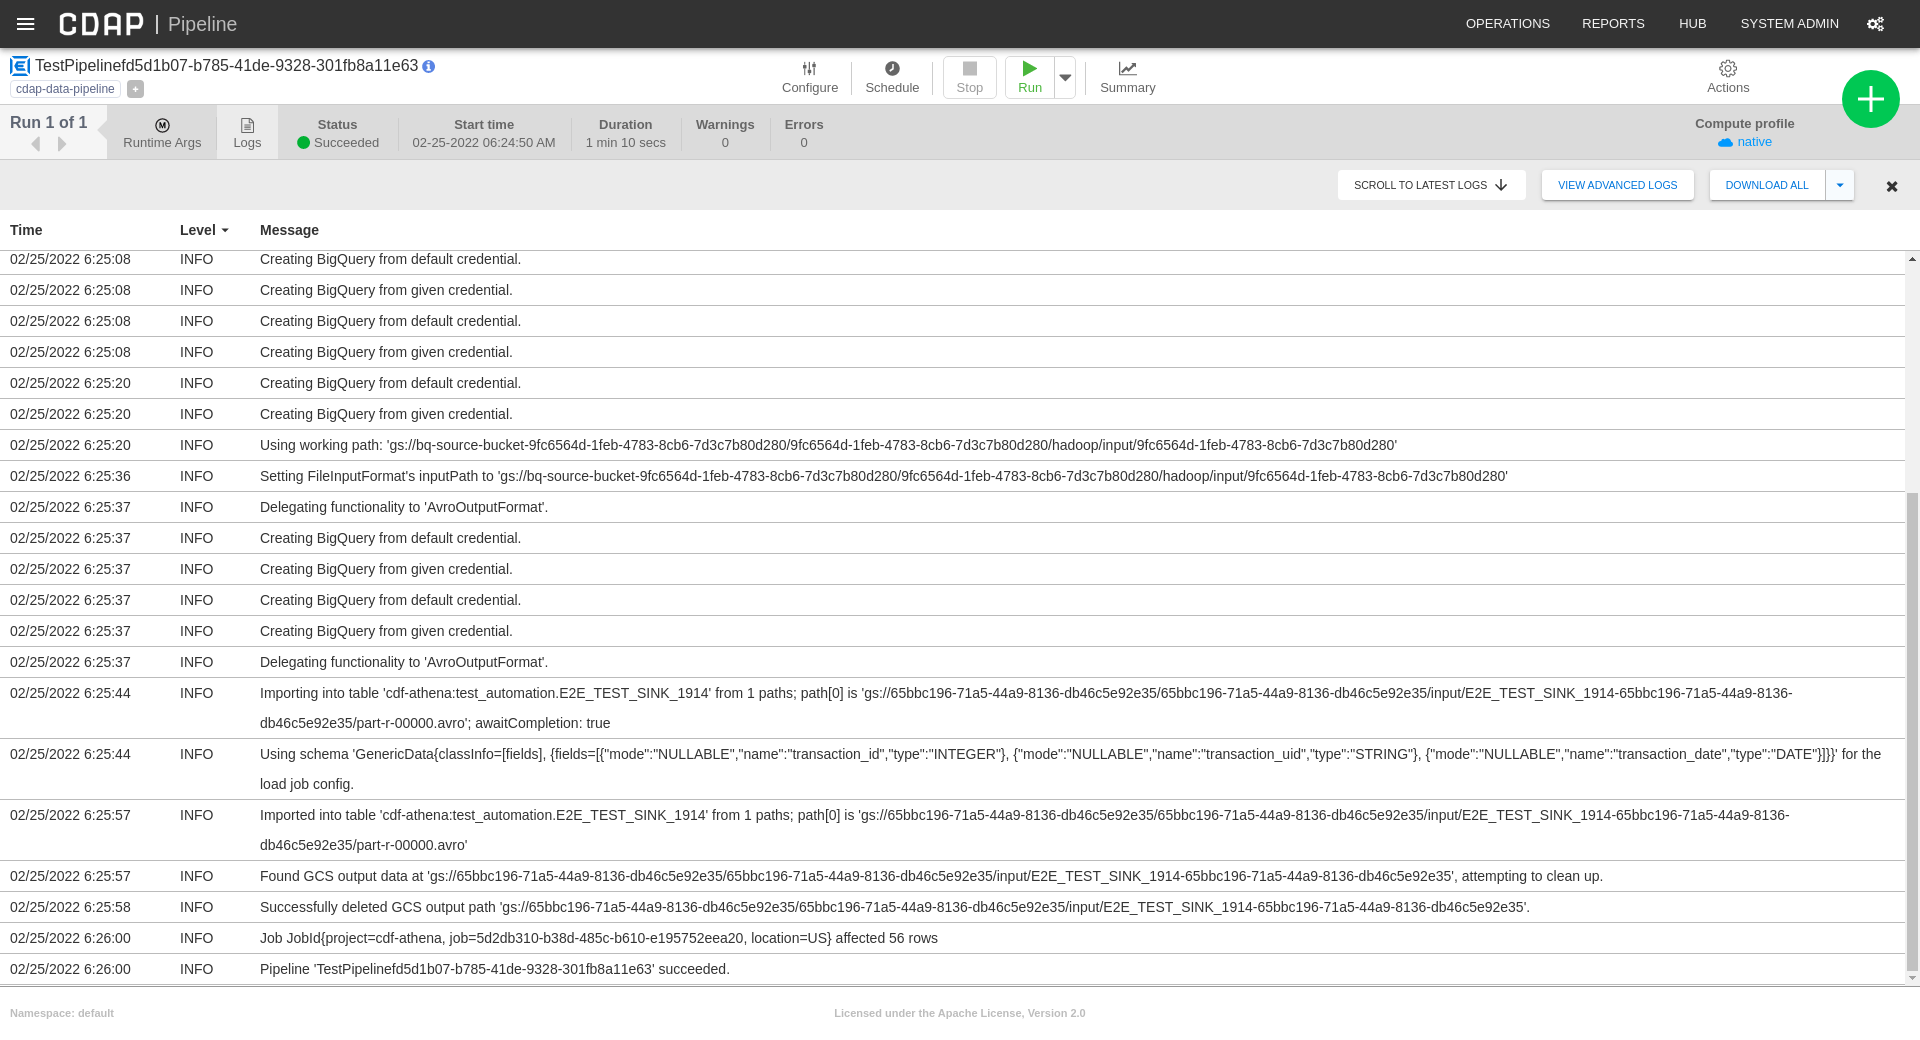 CDAP | Pipeline
OPERATIONS REPORTS HUB SYSTEM ADMIN
TestPipelinefd5d1b07-b785-41de-9328-301fb8a11e63
cdap-data-pipeline +
Configure Schedule Stop Run Summary Actions
Run 1 of 1
Runtime Args
Logs
Status
Succeeded
Start time
02-25-2022 06:24:50 AM
Duration
1 min 10 secs
Warnings
0
Errors
0
Compute profile
native
SCROLL TO LATEST LOGS VIEW ADVANCED LOGS DOWNLOAD ALL
Time Level Message
02/25/2022 6:25:08 INFO Creating BigQuery from default credential.
02/25/2022 6:25:08 INFO Creating BigQuery from given credential.
02/25/2022 6:25:08 INFO Creating BigQuery from default credential.
02/25/2022 6:25:08 INFO Creating BigQuery from given credential.
02/25/2022 6:25:20 INFO Creating BigQuery from default credential.
02/25/2022 6:25:20 INFO Creating BigQuery from given credential.
02/25/2022 6:25:20 INFO Using working path: 'gs://bq-source-bucket-9fc6564d-1feb-4783-8cb6-7d3c7b80d280/9fc6564d-1feb-4783-8cb6-7d3c7b80d280/hadoop/input/9fc6564d-1feb-4783-8cb6-7d3c7b80d280'
02/25/2022 6:25:36 INFO Setting FileInputFormat's inputPath to 'gs://bq-source-bucket-9fc6564d-1feb-4783-8cb6-7d3c7b80d280/9fc6564d-1feb-4783-8cb6-7d3c7b80d280/hadoop/input/9fc6564d-1feb-4783-8cb6-7d3c7b80d280'
02/25/2022 6:25:37 INFO Delegating functionality to 'AvroOutputFormat'.
02/25/2022 6:25:37 INFO Creating BigQuery from default credential.
02/25/2022 6:25:37 INFO Creating BigQuery from given credential.
02/25/2022 6:25:37 INFO Creating BigQuery from default credential.
02/25/2022 6:25:37 INFO Creating BigQuery from given credential.
02/25/2022 6:25:37 INFO Delegating functionality to 'AvroOutputFormat'.
02/25/2022 6:25:44 INFO Importing into table 'cdf-athena:test_automation.E2E_TEST_SINK_1914' from 1 paths; path[0] is 'gs://65bbc196-71a5-44a9-8136-db46c5e92e35/65bbc196-71a5-44a9-8136-db46c5e92e35/input/E2E_TEST_SINK_1914-65bbc196-71a5-44a9-8136-
db46c5e92e35/part-r-00000.avro'; awaitCompletion: true
02/25/2022 6:25:44 INFO Using schema 'GenericData{classInfo=[fields], {fields=[{"mode":"NULLABLE","name":"transaction_id","type":"INTEGER"}, {"mode":"NULLABLE","name":"transaction_uid","type":"STRING"}, {"mode":"NULLABLE","name":"transaction_date","type":"DATE"}]}}' for the
load job config.
02/25/2022 6:25:57 INFO Imported into table 'cdf-athena:test_automation.E2E_TEST_SINK_1914' from 1 paths; path[0] is 'gs://65bbc196-71a5-44a9-8136-db46c5e92e35/65bbc196-71a5-44a9-8136-db46c5e92e35/input/E2E_TEST_SINK_1914-65bbc196-71a5-44a9-8136-
db46c5e92e35/part-r-00000.avro'
02/25/2022 6:25:57 INFO Found GCS output data at 'gs://65bbc196-71a5-44a9-8136-db46c5e92e35/65bbc196-71a5-44a9-8136-db46c5e92e35/input/E2E_TEST_SINK_1914-65bbc196-71a5-44a9-8136-db46c5e92e35', attempting to clean up.
02/25/2022 6:25:58 INFO Successfully deleted GCS output path 'gs://65bbc196-71a5-44a9-8136-db46c5e92e35/65bbc196-71a5-44a9-8136-db46c5e92e35/input/E2E_TEST_SINK_1914-65bbc196-71a5-44a9-8136-db46c5e92e35'.
02/25/2022 6:26:00 INFO Job JobId{project=cdf-athena, job=5d2db310-b38d-485c-b610-e195752eea20, location=US} affected 56 rows
02/25/2022 6:26:00 INFO Pipeline 'TestPipelinefd5d1b07-b785-41de-9328-301fb8a11e63' succeeded.
Namespace: default Licensed under the Apache License, Version 2.0